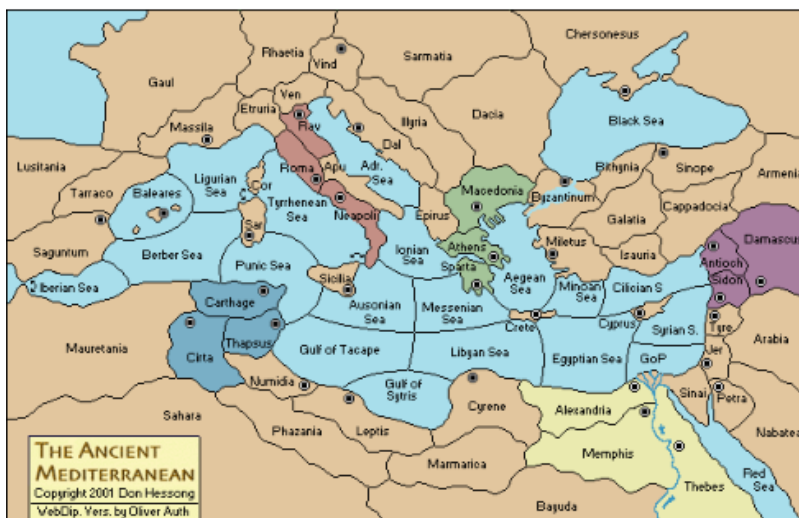 Chersonesus
Rhaetia
Vind
Sarmatia
Gaul
Ven
Etruria
Rav
Illyria
Dacia
Black Sea
Massila
Dal
Lusitania
Ligurian
Sea
Roma
Apu
Adr.
Sea
Bithynia
Sinope
Armenia
Tarraco
Baleares
Cor
Tyrrhenean
Sea
Neapoli
Macedonia
Byzantinum
Cappadocia
Epirus
Galatia
Saguntum
Berber Sea
Sar
Ionian
Sea
Athens
Miletus
Isauria
Damascus
Antioch
Iberian Sea
Punic Sea
Sicilia
Sparta
Aegean
Sea
Minoan
Sea
Cilician S.
Sidon
Carthage
Ausonian
Sea
Messenian
Sea
Crete
Cyprus
Syrian S.
Tyre
Mauretania
Cirta
Thapsus
Gulf of Tacape
Libyan Sea
Egyptian Sea
GoP
Jer
Arabia
Numidia
Gulf of
Sytris
Cyrene
Alexandria
Sinai
Petra
Sahara
Phazania
Leptis
Marmarica
Memphis
Nabatea
Thebes
Red
Sea
Bayuda
THE ANCIENT
MEDITERRANEAN
Copyright 2001 Don Hessong
WebDip. Vers. by Oliver Auth